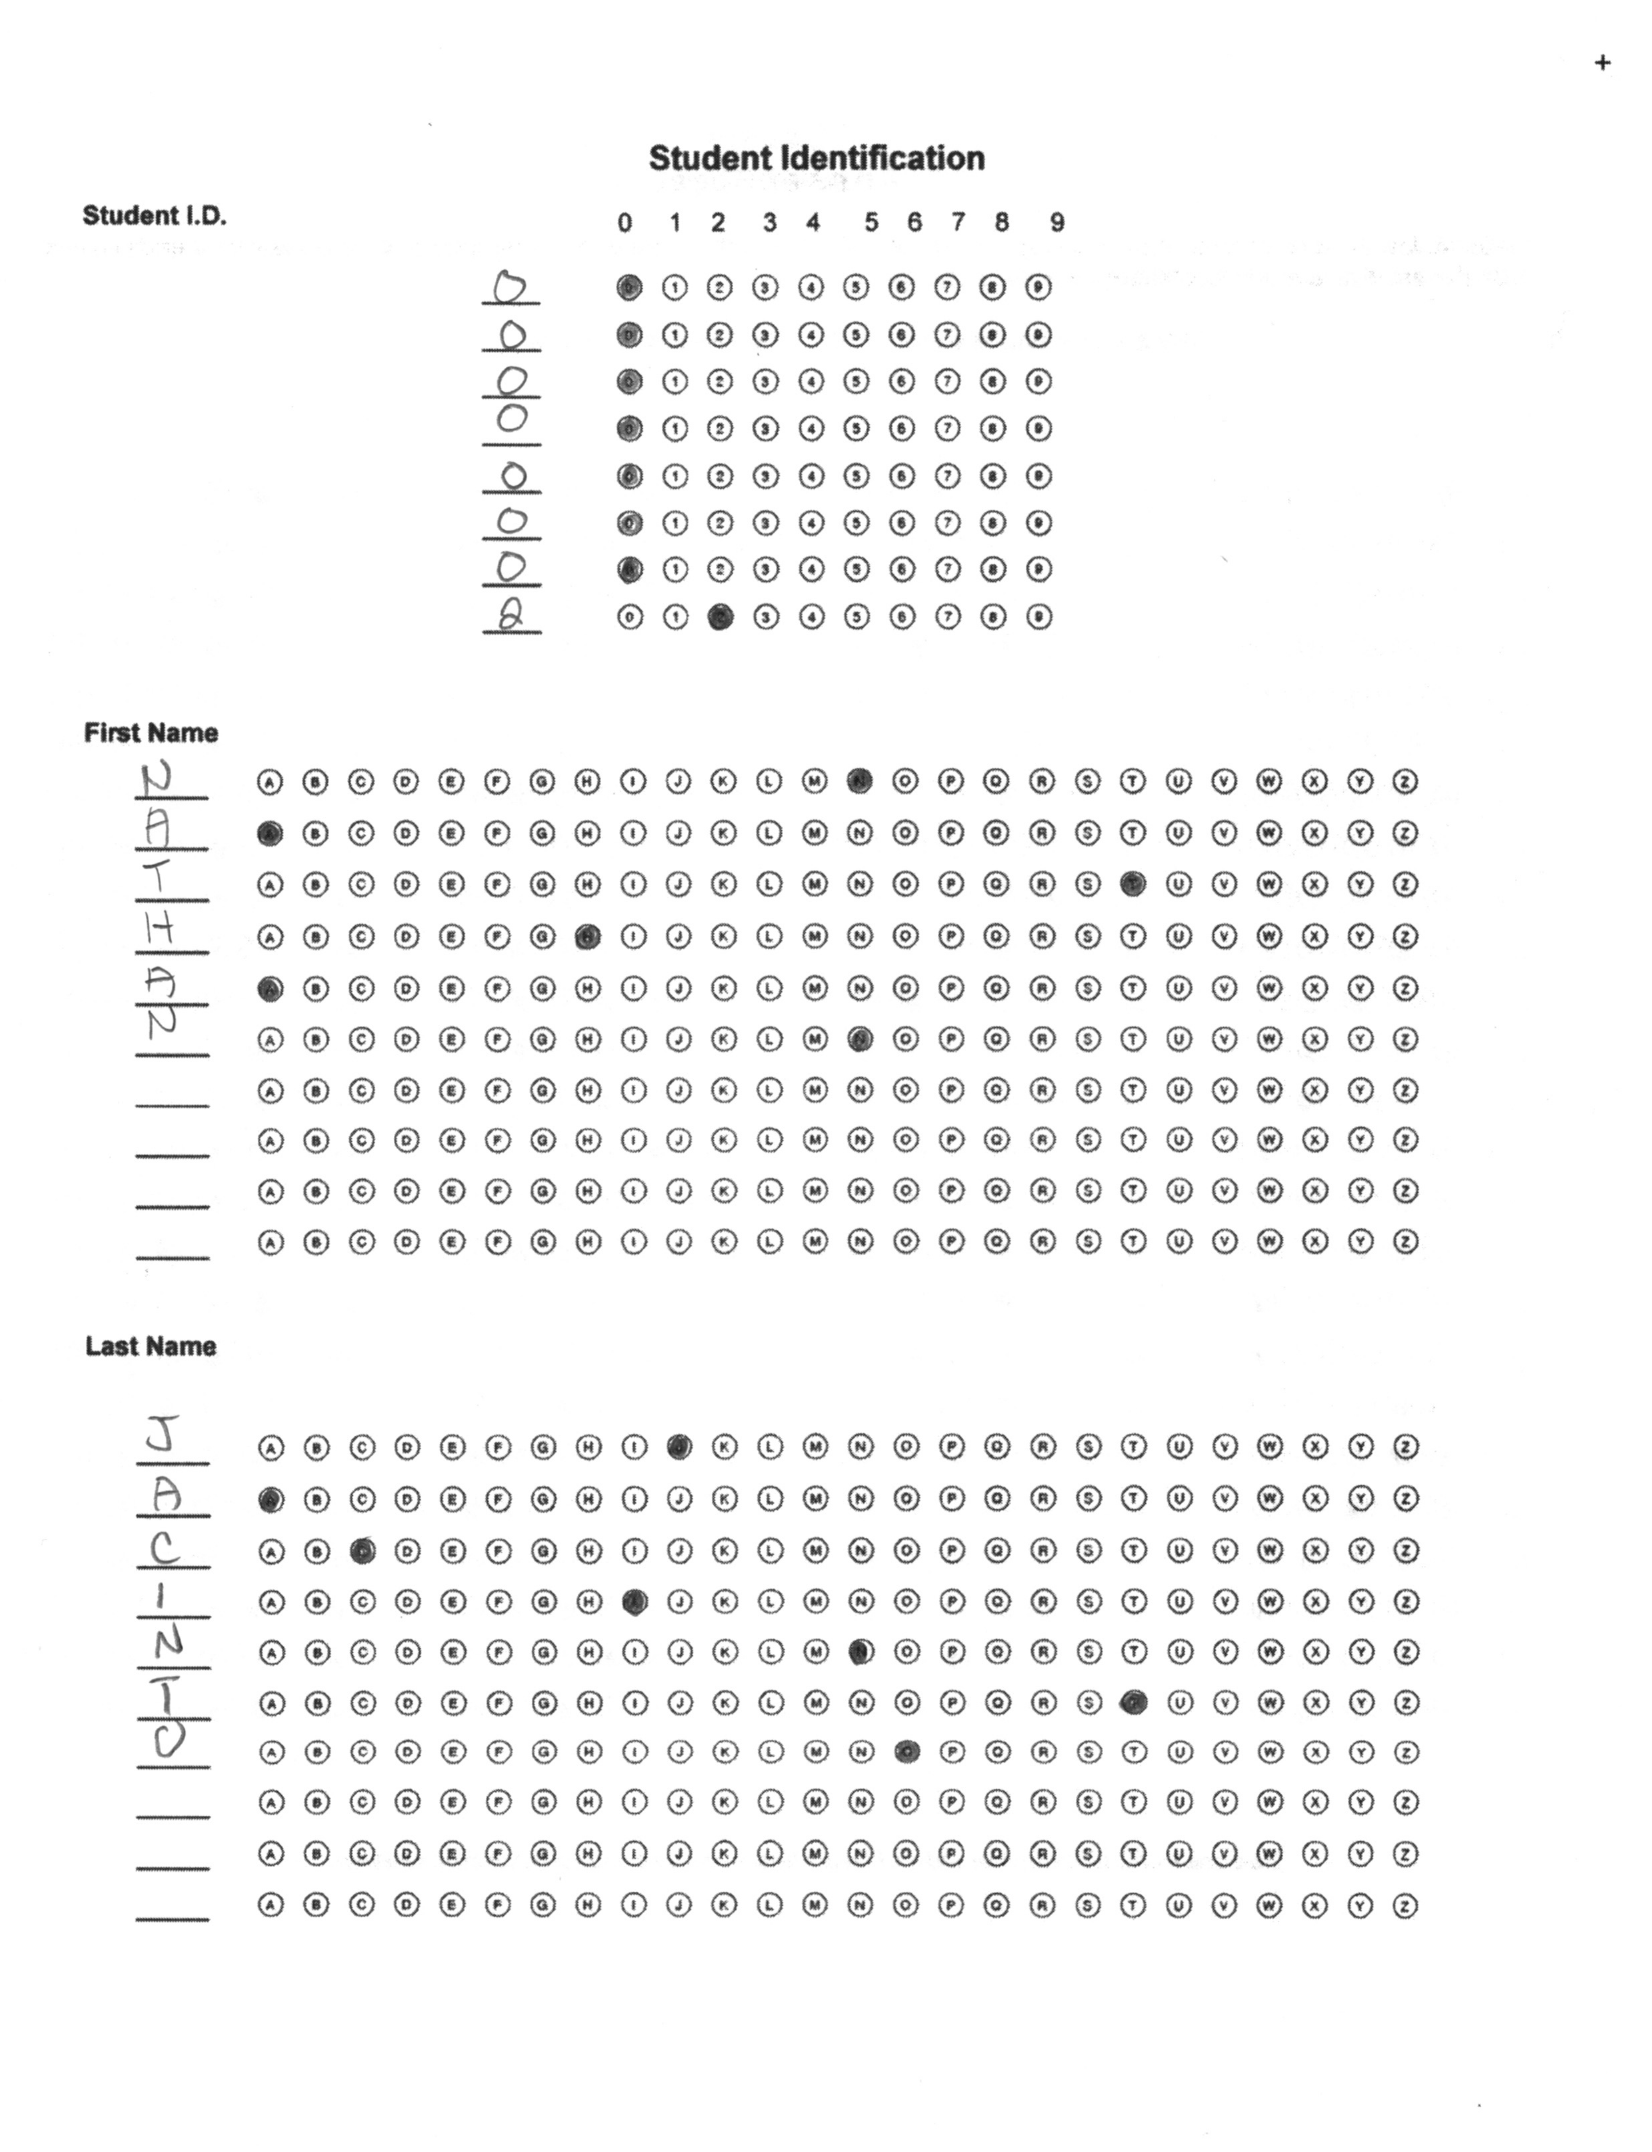 +
Student Identification
Student I.D. 0 1 2 3 4 5 6 7 8 9
0 0 1 2 3 4 5 6 7 8 9
0 0 1 2 3 4 5 6 7 8 9
0 0 1 2 3 4 5 6 7 8 9
0 0 1 2 3 4 5 6 7 8 9
0 0 1 2 3 4 5 6 7 8 9
0 0 1 2 3 4 5 6 7 8 9
0 0 1 2 3 4 5 6 7 8 9
2 0 1 2 3 4 5 6 7 8 9
First Name
N A B C D E F G H I J K L M N O P Q R S T U V W X Y Z
A A B C D E F G H I J K L M N O P Q R S T U V W X Y Z
T A B C D E F G H I J K L M N O P Q R S T U V W X Y Z
H A B C D E F G H I J K L M N O P Q R S T U V W X Y Z
A A B C D E F G H I J K L M N O P Q R S T U V W X Y Z
N A B C D E F G H I J K L M N O P Q R S T U V W X Y Z
A B C D E F G H I J K L M N O P Q R S T U V W X Y Z
A B C D E F G H I J K L M N O P Q R S T U V W X Y Z
A B C D E F G H I J K L M N O P Q R S T U V W X Y Z
A B C D E F G H I J K L M N O P Q R S T U V W X Y Z
Last Name
J A B C D E F G H I J K L M N O P Q R S T U V W X Y Z
A A B C D E F G H I J K L M N O P Q R S T U V W X Y Z
C A B C D E F G H I J K L M N O P Q R S T U V W X Y Z
I A B C D E F G H I J K L M N O P Q R S T U V W X Y Z
N A B C D E F G H I J K L M N O P Q R S T U V W X Y Z
T A B C D E F G H I J K L M N O P Q R S T U V W X Y Z
O A B C D E F G H I J K L M N O P Q R S T U V W X Y Z
A B C D E F G H I J K L M N O P Q R S T U V W X Y Z
A B C D E F G H I J K L M N O P Q R S T U V W X Y Z
A B C D E F G H I J K L M N O P Q R S T U V W X Y Z